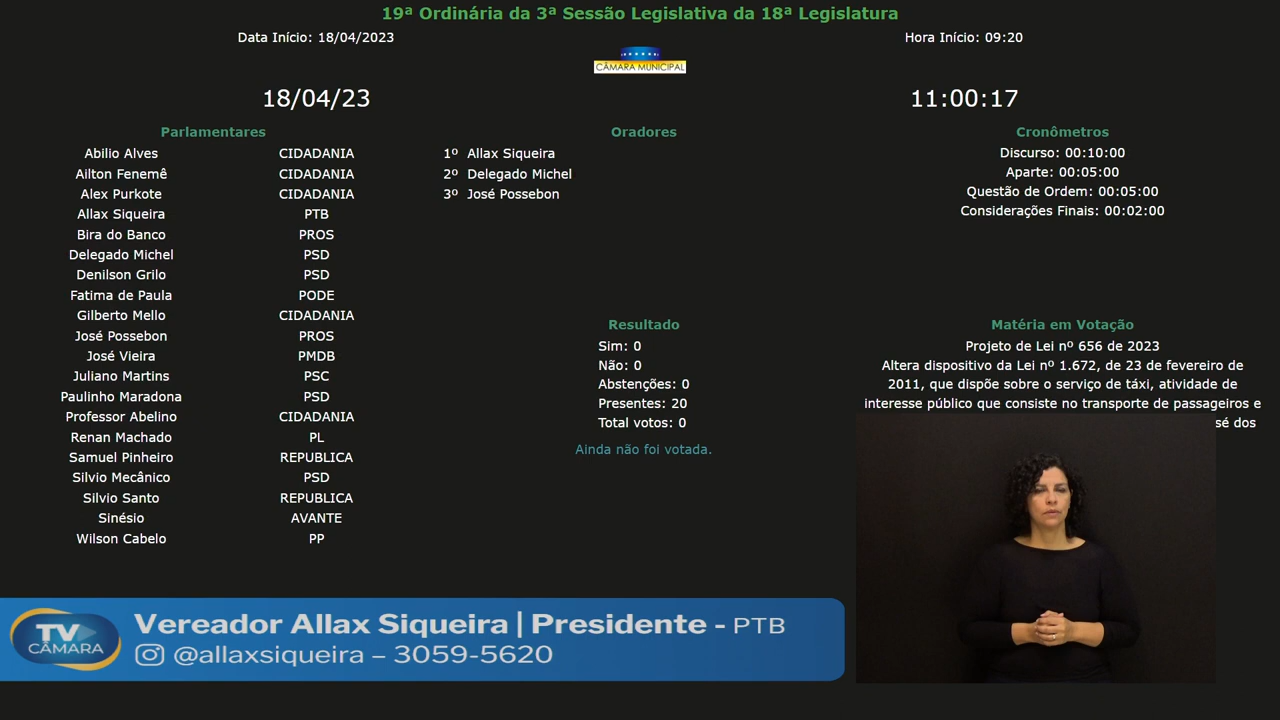 19ª Ordinária da 3ª Sessão Legislativa da 18ª Legislatura
Data Início: 18/04/2023
Hora Início: 09:20
CÂMARA MUNICIPAL
18/04/23
11:00:17
Parlamentares
Abilio Alves CIDADANIA
Ailton Fenemê CIDADANIA
Alex Purkote CIDADANIA
Allax Siqueira PTB
Bira do Banco PROS
Delegado Michel PSD
Denilson Grilo PSD
Fatima de Paula PODE
Gilberto Mello CIDADANIA
José Possebon PROS
José Vieira PMDB
Juliano Martins PSC
Paulinho Maradona PSD
Professor Abelino CIDADANIA
Renan Machado PL
Samuel Pinheiro REPUBLICA
Silvio Mecânico PSD
Silvio Santo REPUBLICA
Sinésio AVANTE
Wilson Cabelo PP
Oradores
1º Allax Siqueira
2º Delegado Michel
3º José Possebon
Cronômetros
Discurso: 00:10:00
Aparte: 00:05:00
Questão de Ordem: 00:05:00
Considerações Finais: 00:02:00
Resultado
Sim: 0
Não: 0
Abstenções: 0
Presentes: 20
Total votos: 0
Ainda não foi votada.
Matéria em Votação
Projeto de Lei nº 656 de 2023
Altera dispositivo da Lei nº 1.672, de 23 de fevereiro de
2011, que dispõe sobre o serviço de táxi, atividade de
interesse público que consiste no transporte de passageiros e
sé dos
TV CÂMARA
Vereador Allax Siqueira | Presidente - PTB
@allaxsiqueira – 3059-5620